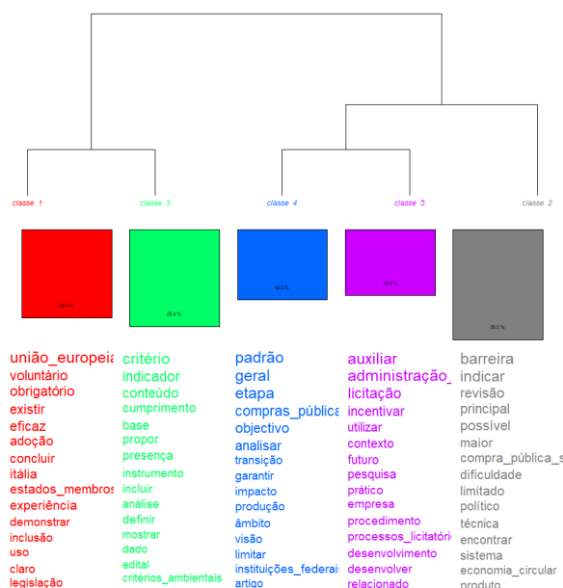 classe 1
classe 3
classe 4
classe 5
classe 2
união_europeia
voluntário
obrigatório
existir
eficaz
adoção
concluir
itália
estados_membros
experiência
demonstrar
inclusão
uso
claro
legislação
critério
indicador
conteúdo
cumprimento
base
propor
presença
instrumento
incluir
análise
definir
mostrar
dado
edital
critérios_ambientais
padrão
geral
etapa
compras_pública
objectivo
analisar
transição
garantir
impacto
produção
âmbito
visão
limitar
instituições_federai
artigo
auxiliar
administração_
licitação
incentivar
utilizar
contexto
futuro
pesquisa
prático
empresa
procedimento
processos_licitatóri
desenvolvimento
desenvolver
relacionado
barreira
indicar
revisão
principal
possível
maior
compra_pública_s
dificuldade
limitado
político
técnica
encontrar
sistema
economia_circular
produto